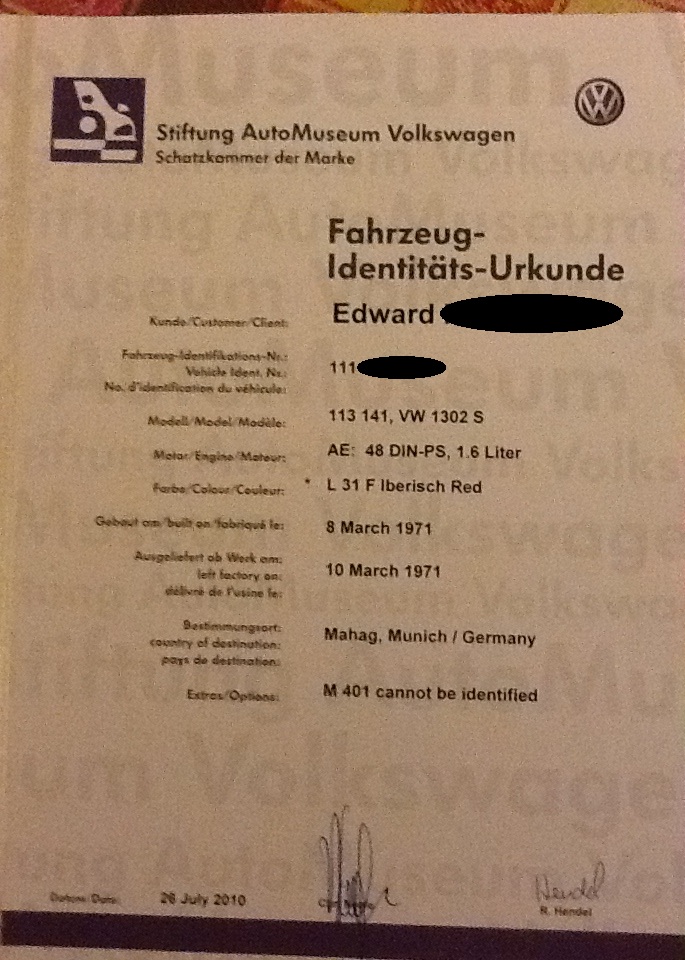 Stiftung AutoMuseum Volkswagen
Schatzkammer der Marke
Fahrzeug-
Identitäts-Urkunde
Kunde/Customer/Client: Edward
Fahrzeug-Identifikations-Nr.:
Vehicle Ident. Nr.: 111
No. d'identification du véhicule:
Modell/Model/Modèle: 113 141, VW 1302 S
Motor/Engine/Moteur: AE: 48 DIN-PS, 1.6 Liter
Farbe/Colour/Couleur: * L 31 F Iberisch Red
Gebaut am/built on/fabriqué le: 8 March 1971
Ausgeliefert ab Werk am:
left factory on: 10 March 1971
délivré de l'usine le:
Bestimmungsort:
country of destination: Mahag, Munich / Germany
pays de destination:
Extras/Options: M 401 cannot be identified
Datum/Date: 26 July 2010
Hendel
R. Hendel